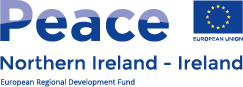 Peace
EUROPEAN UNION
Northern Ireland - Ireland
European Regional Development Fund